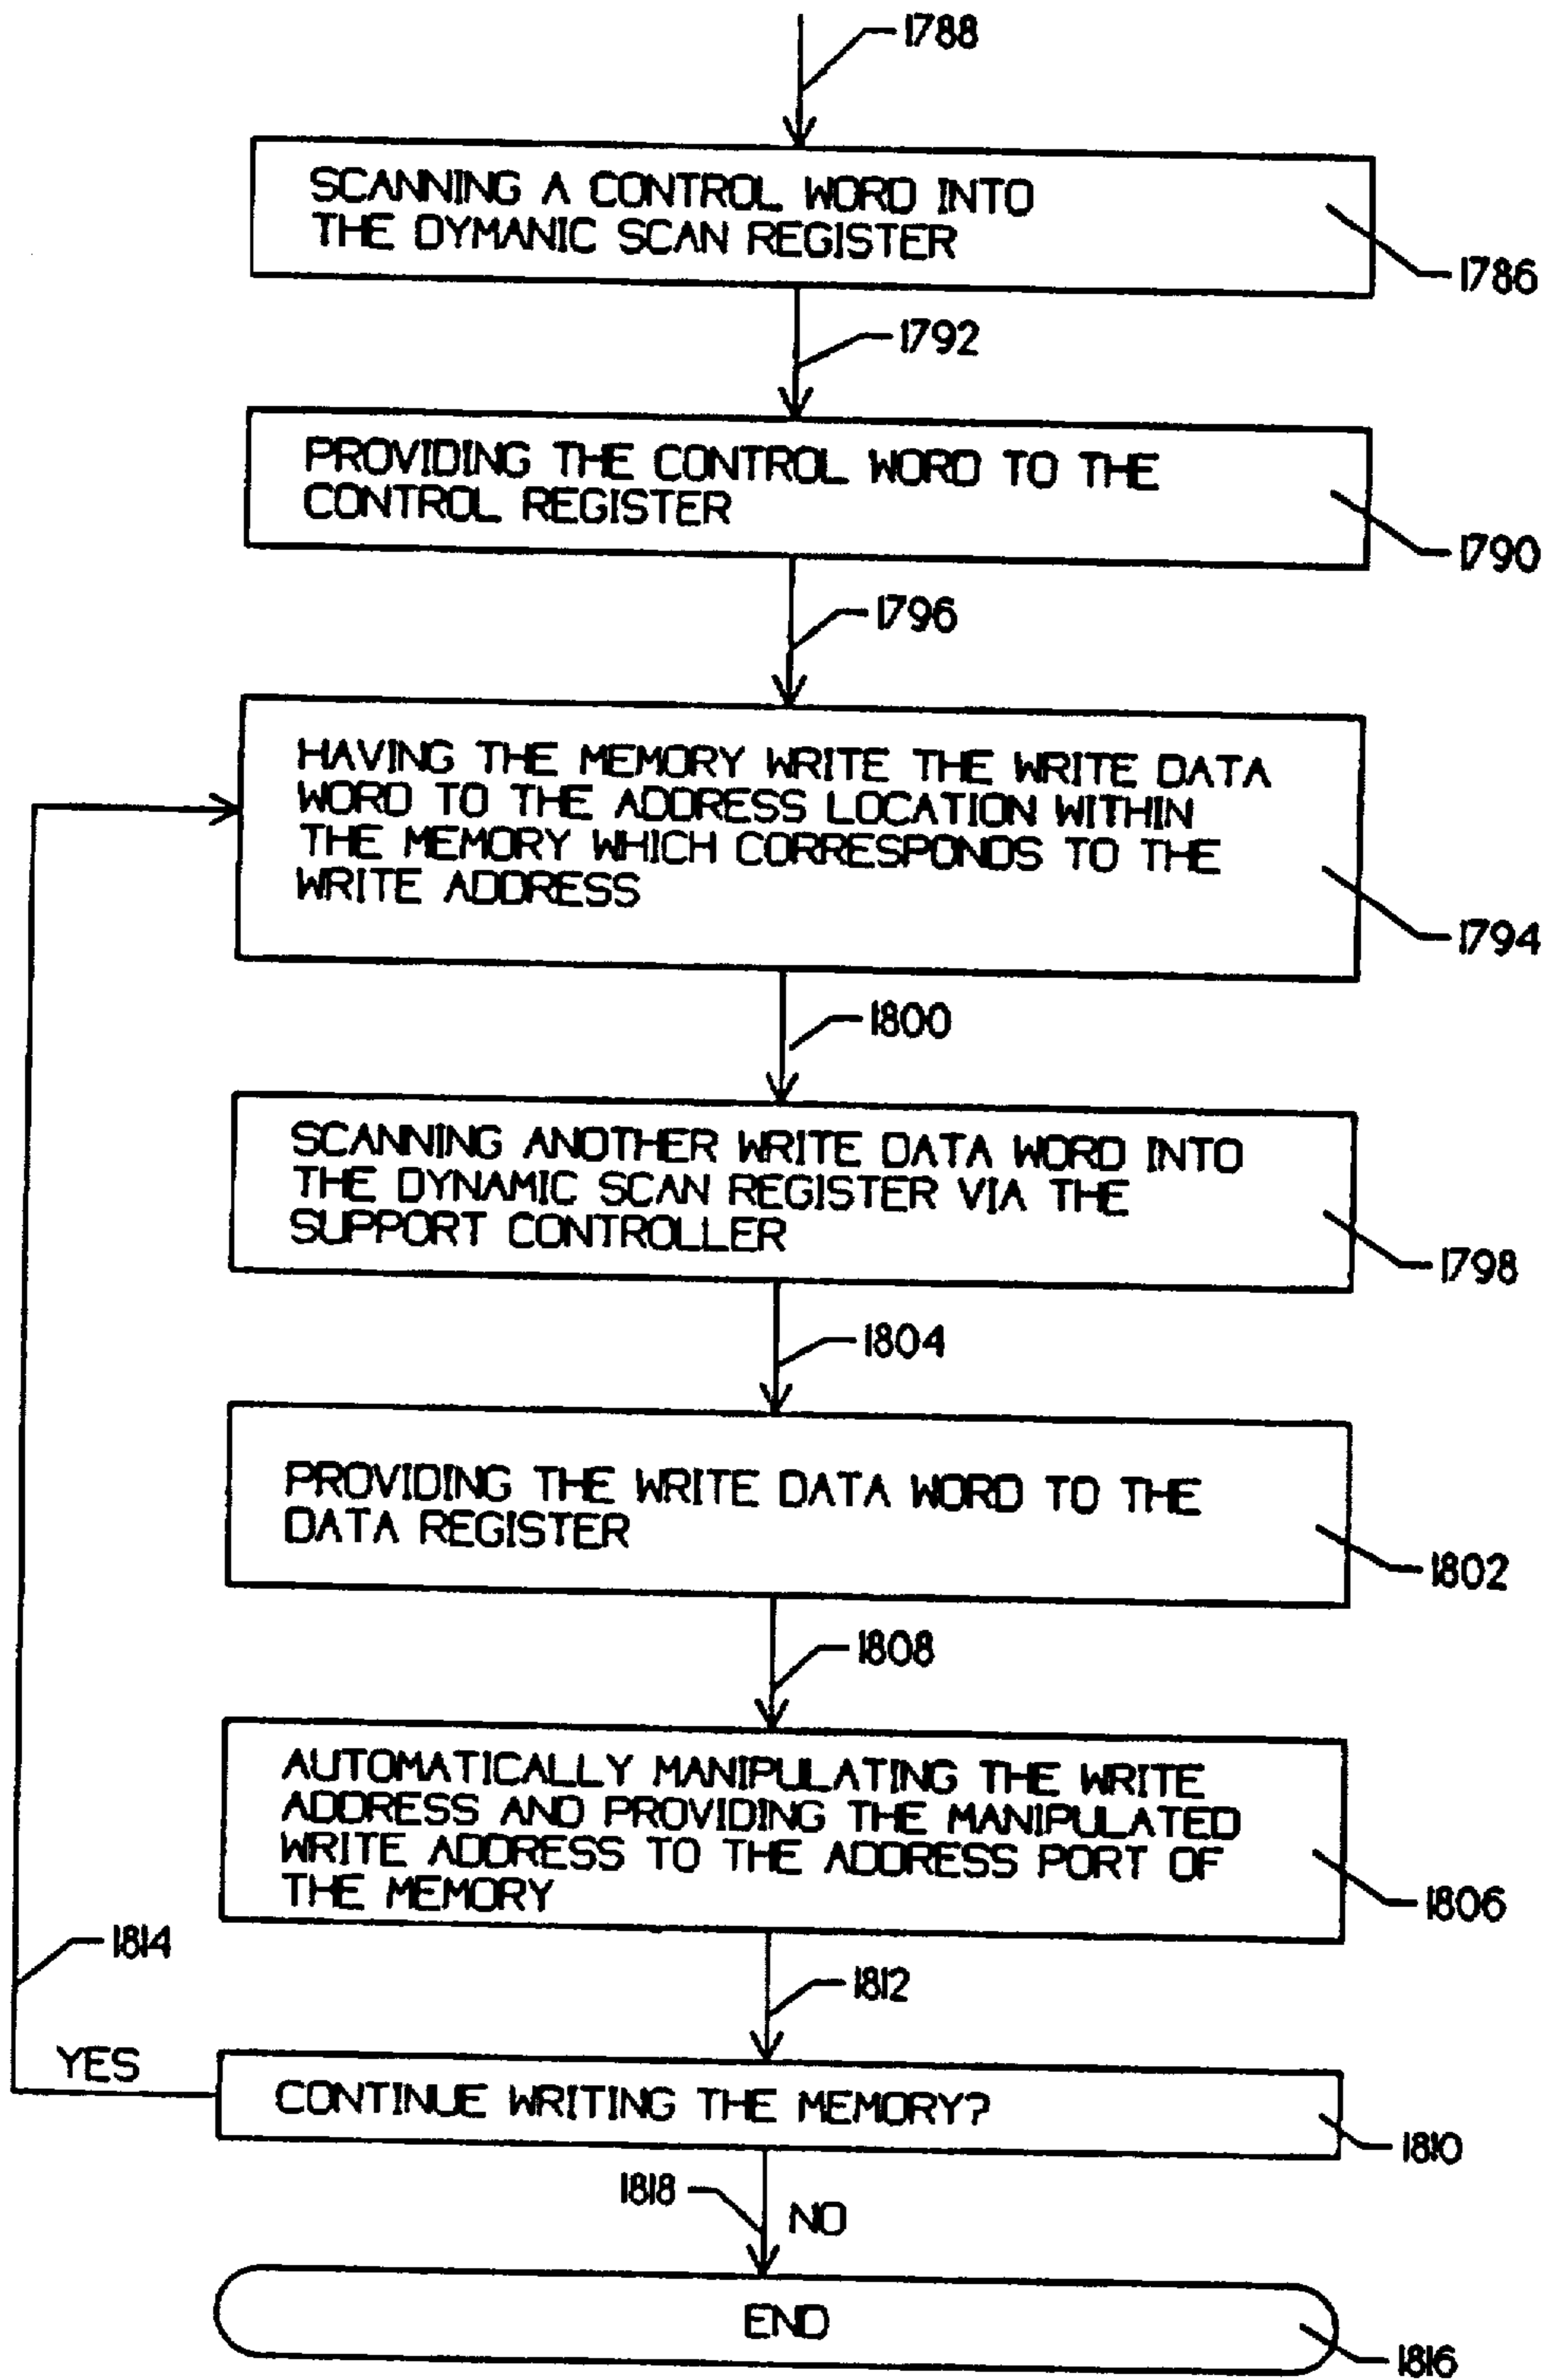 1788
SCANNING A CONTROL WORD INTO
THE DYMANIC SCAN REGISTER
1786
1792
PROVIDING THE CONTROL WORD TO THE
CONTROL REGISTER
1790
1796
HAVING THE MEMORY WRITE THE WRITE DATA
WORD TO THE ADDRESS LOCATION WITHIN
THE MEMORY WHICH CORRESPONDS TO THE
WRITE ADDRESS
1794
1800
SCANNING ANOTHER WRITE DATA WORD INTO
THE DYNAMIC SCAN REGISTER VIA THE
SUPPORT CONTROLLER
1798
1804
PROVIDING THE WRITE DATA WORD TO THE
DATA REGISTER
1802
1808
AUTOMATICALLY MANIPULATING THE WRITE
ADDRESS AND PROVIDING THE MANIPULATED
WRITE ADDRESS TO THE ADDRESS PORT OF
THE MEMORY
1806
1814
1812
YES
CONTINUE WRITING THE MEMORY?
1810
1818
NO
END
1816